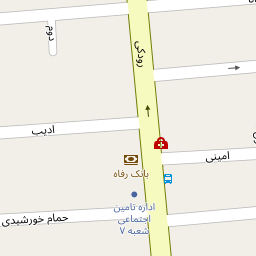 دوم
رودکی
ادیب
امینی
بانک رفاه
اداره تامین
اجتماعی
شعبه ۷
حمام خورشیدی